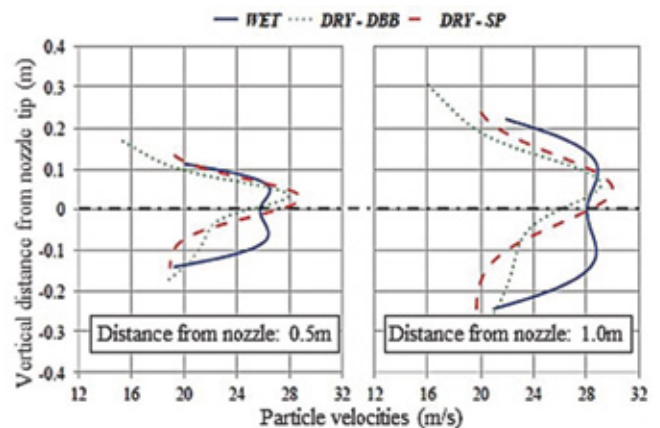 WET DRY - DBB DRY - SP
Vertical distance from nozzle tip (m)
0.4
0.3
0.2
0.1
0
-0.1
-0.2
-0.3
-0.4
Distance from nozzle: 0.5m
Distance from nozzle: 1.0m
12 16 20 24 28 32 12 16 20 24 28 32
Particle velocities (m/s)